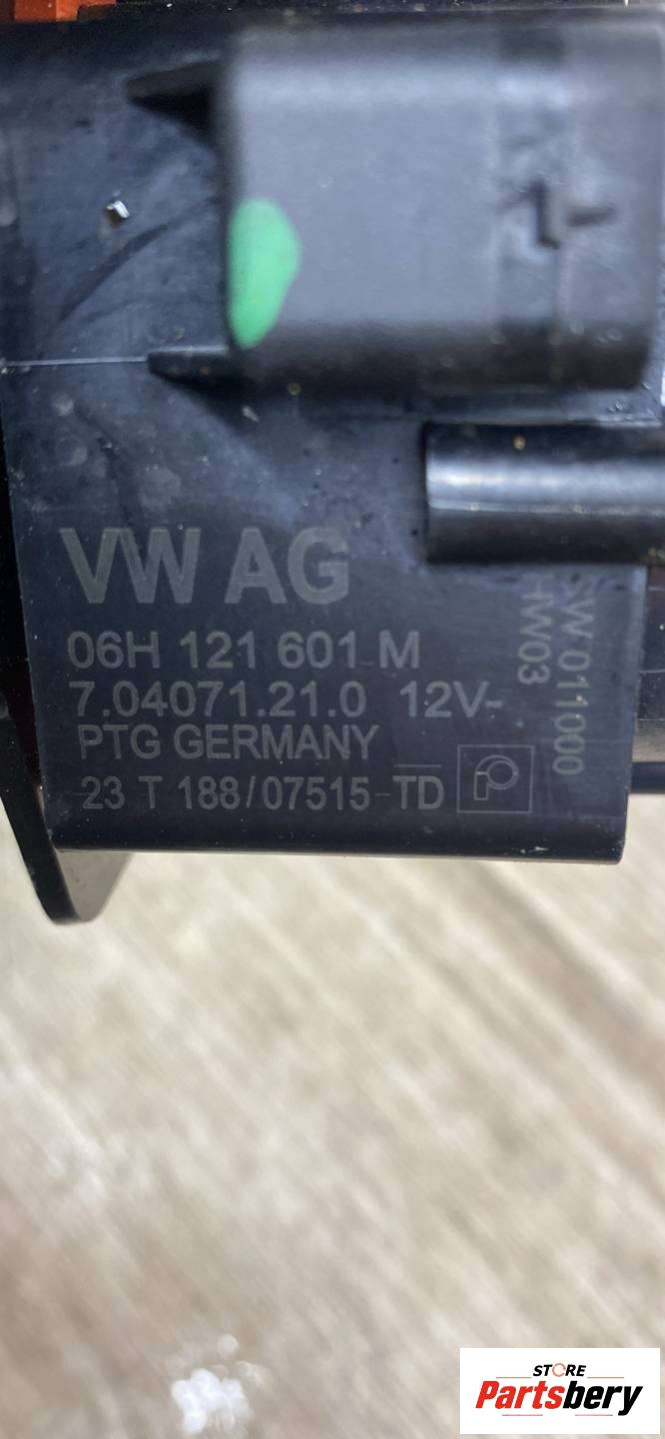 VW AG
06H 121 601 M
7.04071.21.0 12V-
PTG GERMANY
23 T 188/07515 TD
SW 011000
HW03
STORE
Partsbery